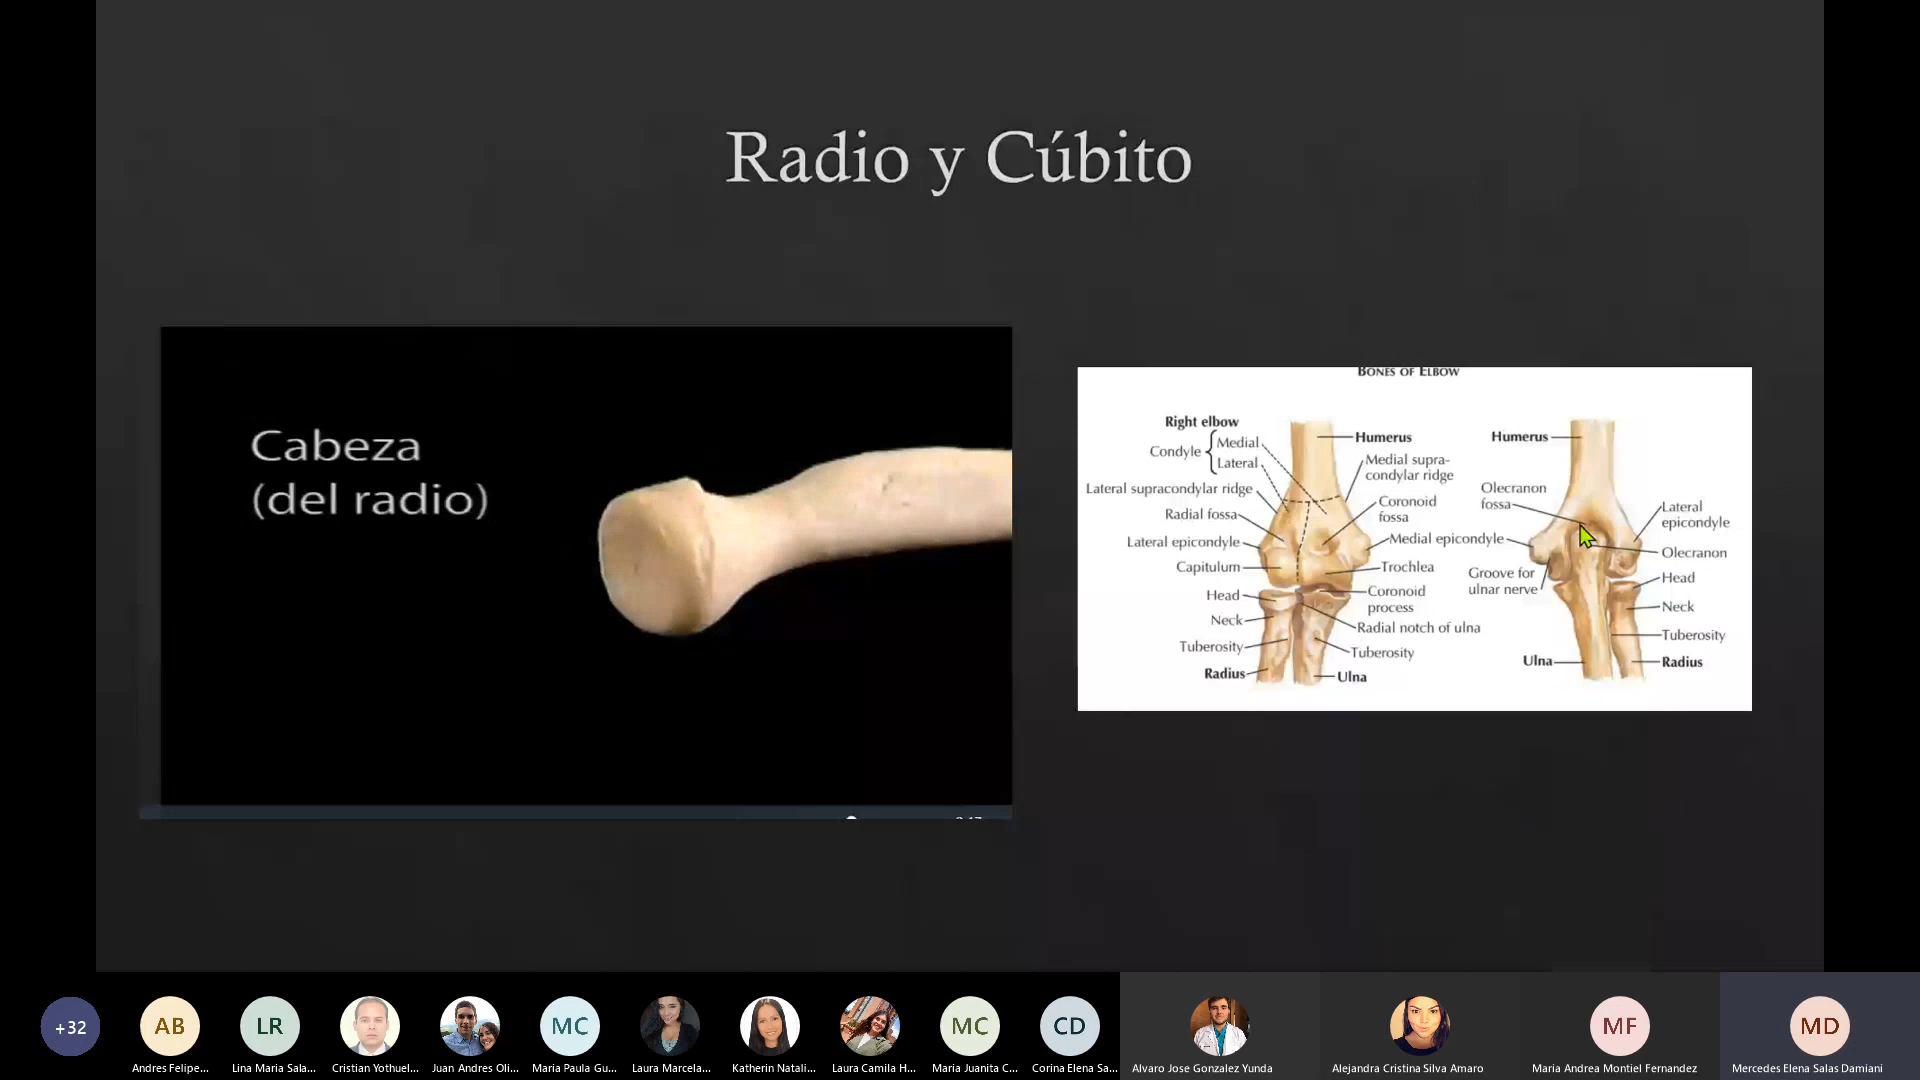 Radio y Cúbito
Cabeza
(del radio)
BONES OF ELBOW
Right elbow
Condyle
Medial
Lateral
Lateral supracondylar ridge
Radial fossa
Lateral epicondyle
Capitulum
Head
Neck
Tuberosity
Radius
Humerus
Medial supra-
condylar ridge
Coronoid
fossa
Medial epicondyle
Trochlea
Coronoid
process
Radial notch of ulna
Tuberosity
Ulna
Humerus
Olecranon
fossa
Groove for
ulnar nerve
Ulna
Lateral
epicondyle
Olecranon
Head
Neck
Tuberosity
Radius
+32
AB
LR
MC
MC
CD
MF
MD
Andres Felipe...
Lina Maria Sala...
Cristian Yothuel...
Juan Andres Oli...
Maria Paula Gu...
Laura Marcela...
Katherin Natali...
Laura Camila H...
Maria Juanita C...
Corina Elena Sa...
Alvaro Jose Gonzalez Yunda
Alejandra Cristina Silva Amaro
Maria Andrea Montiel Fernandez
Mercedes Elena Salas Damiani